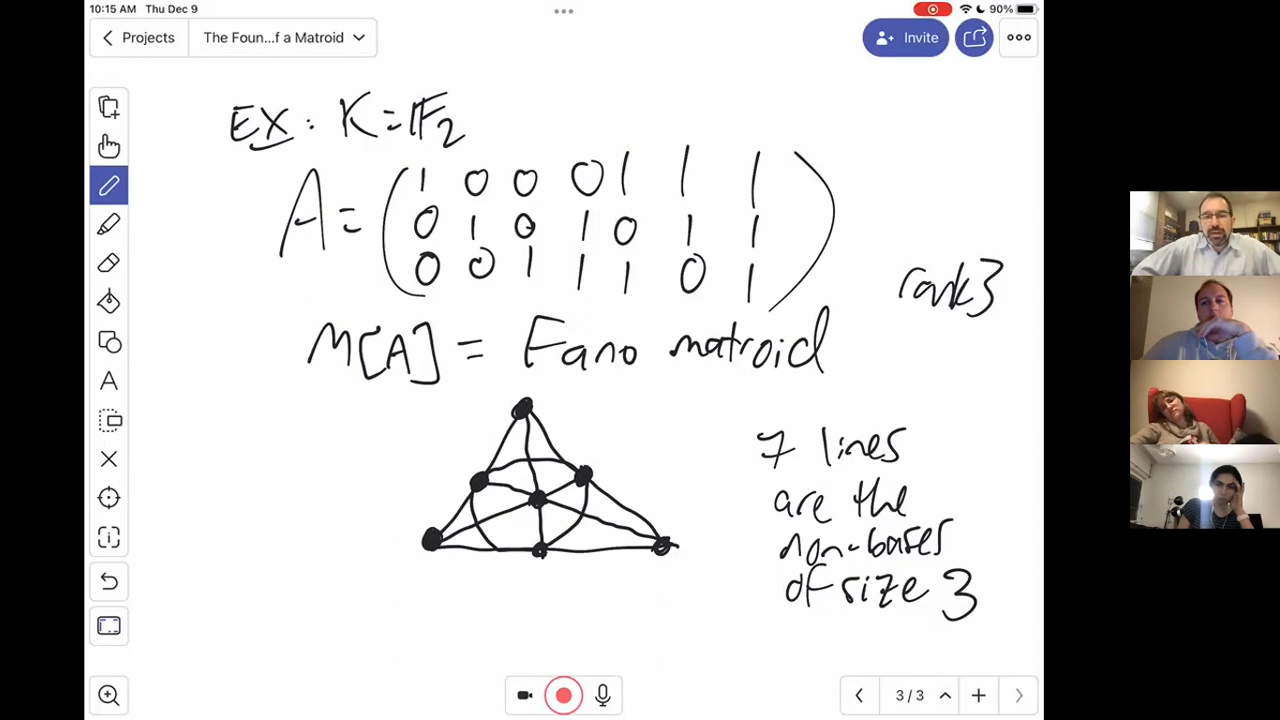 10:15 AM Thu Dec 9
90%
Projects
The Foun...f a Matroid
Invite
EX: K=𝔽₂
A = ( 1 0 0 0 1 1 1
0 1 0 1 0 1 1
0 0 1 1 1 0 1 )
rank 3
M[A] = Fano matroid
7 lines
are the
non-bases
of size 3
A
3/3